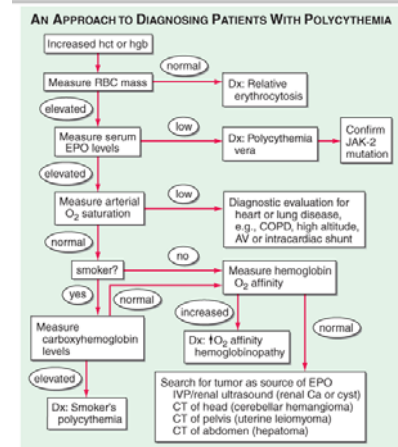 AN APPROACH TO DIAGNOSING PATIENTS WITH POLYCYTHEMIA
Increased hct or hgb
Measure RBC mass
normal
Dx: Relative
erythrocytosis
elevated
Measure serum
EPO levels
low
Dx: Polycythemia
vera
Confirm
JAK-2
mutation
elevated
Measure arterial
O2 saturation
low
Diagnostic evaluation for
heart or lung disease,
e.g., COPD, high altitude,
AV or intracardiac shunt
normal
smoker?
no
Measure hemoglobin
O2 affinity
yes
normal
increased
normal
Measure
carboxyhemoglobin
levels
Dx: ↑O2 affinity
hemoglobinopathy
elevated
Dx: Smoker's
polycythemia
Search for tumor as source of EPO
IVP/renal ultrasound (renal Ca or cyst)
CT of head (cerebellar hemangioma)
CT of pelvis (uterine leiomyoma)
CT of abdomen (hepatoma)